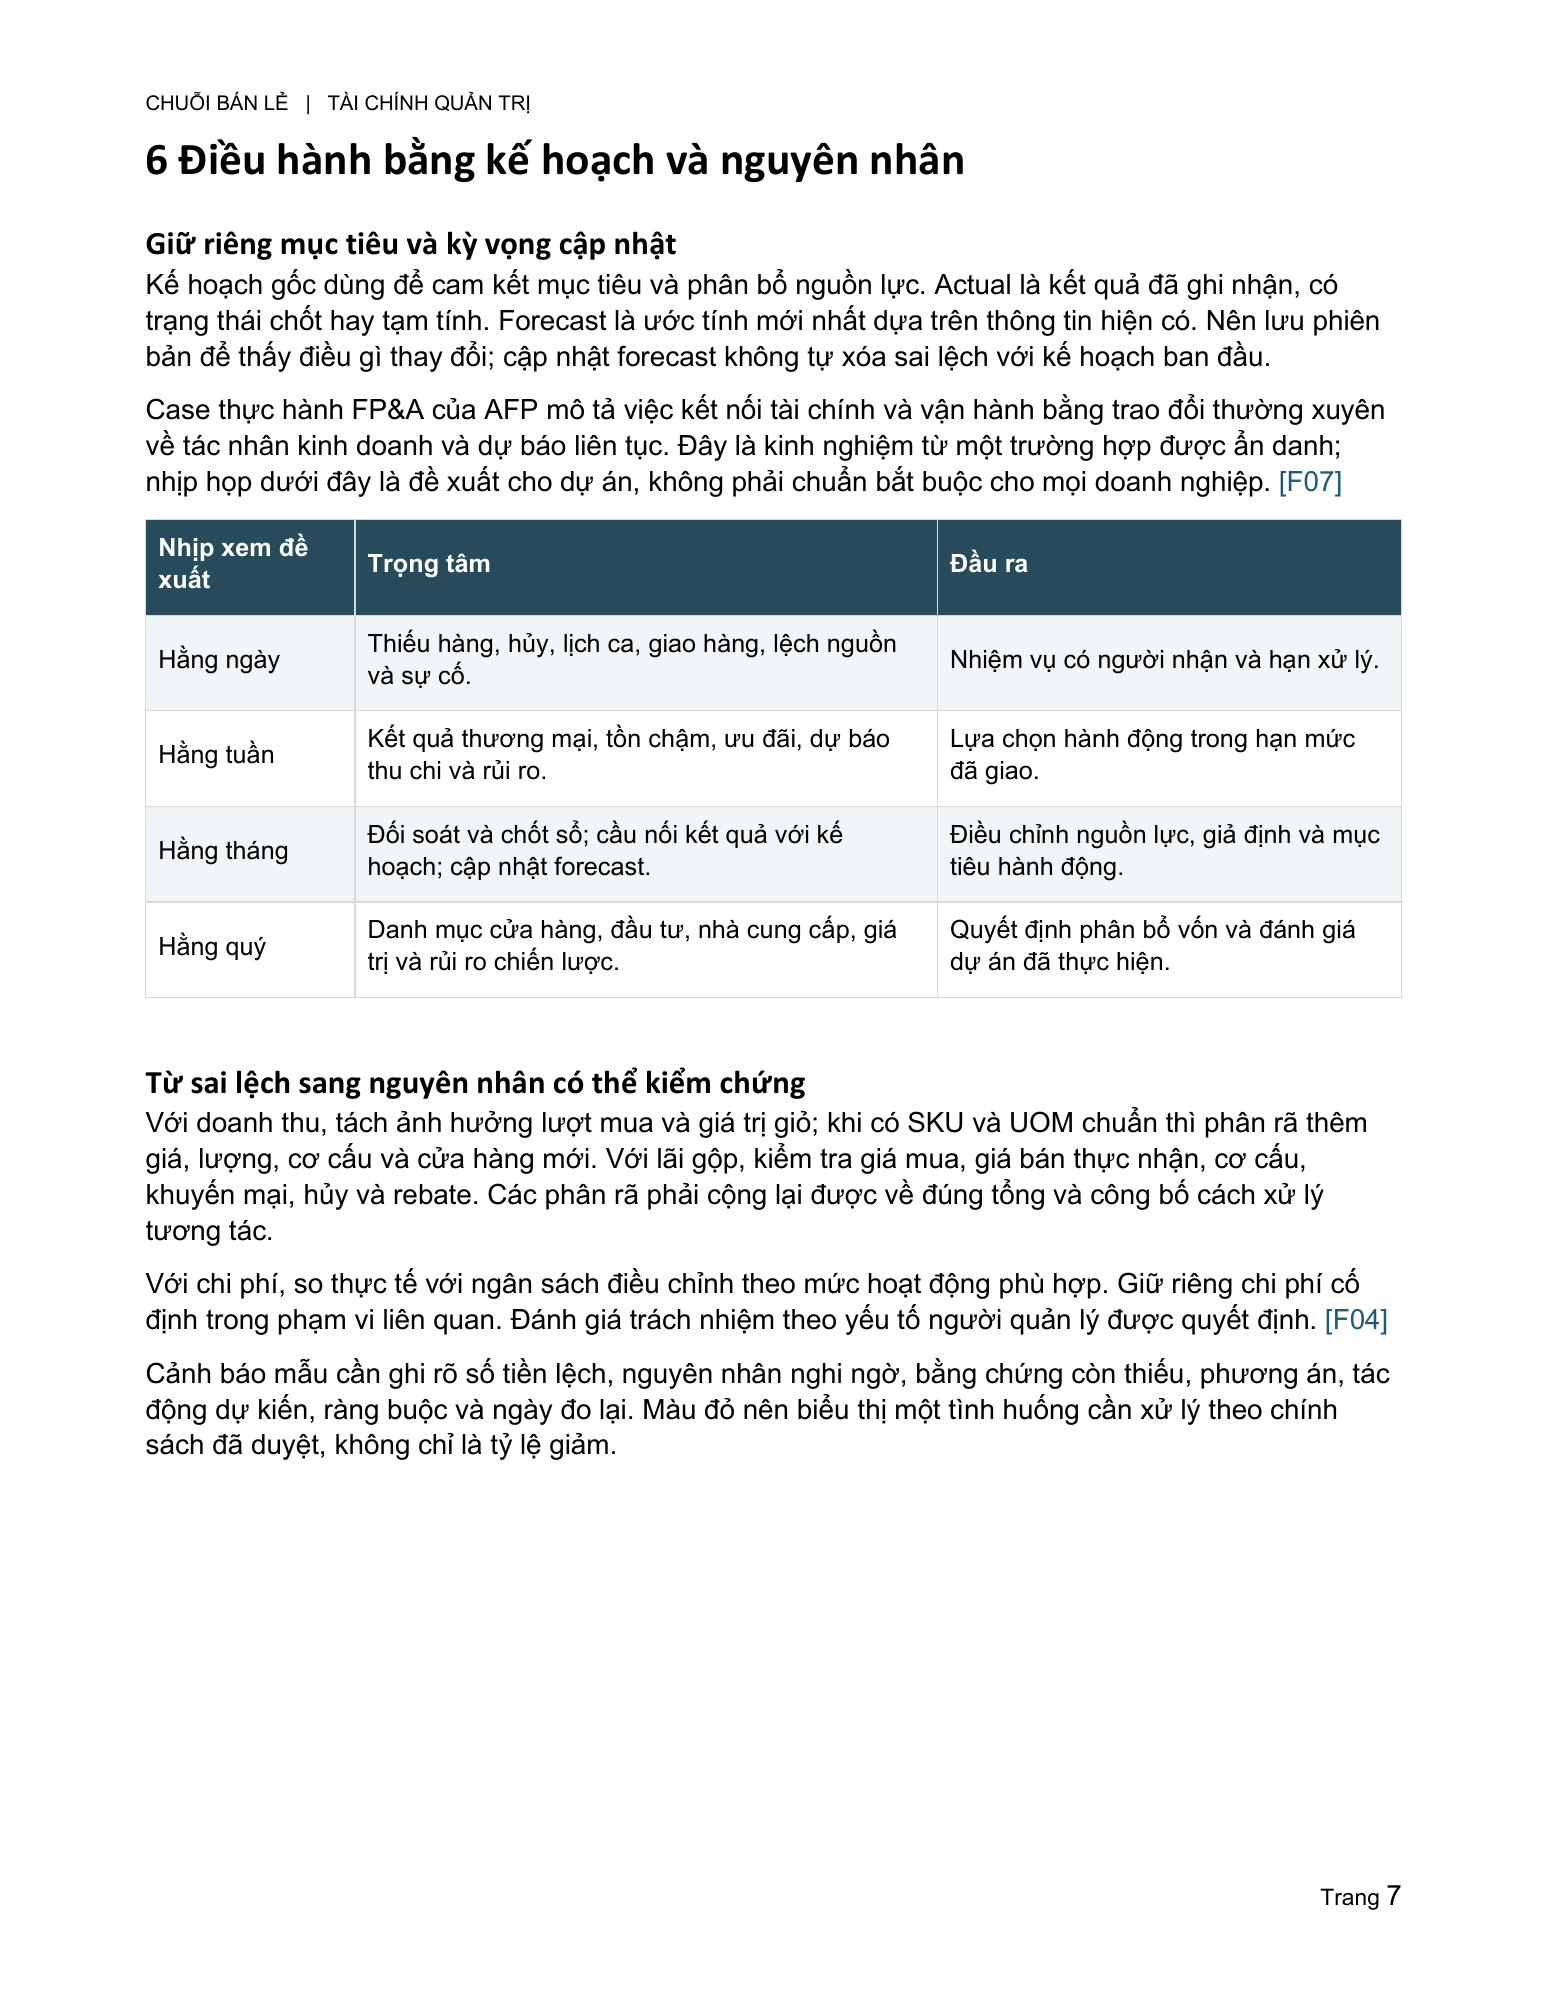 CHUỖI BÁN LẺ | TÀI CHÍNH QUẢN TRỊ
6 Điều hành bằng kế hoạch và nguyên nhân
Giữ riêng mục tiêu và kỳ vọng cập nhật
Kế hoạch gốc dùng để cam kết mục tiêu và phân bổ nguồn lực. Actual là kết quả đã ghi nhận, có
trạng thái chốt hay tạm tính. Forecast là ước tính mới nhất dựa trên thông tin hiện có. Nên lưu phiên
bản để thấy điều gì thay đổi; cập nhật forecast không tự xóa sai lệch với kế hoạch ban đầu.
Case thực hành FP&A của AFP mô tả việc kết nối tài chính và vận hành bằng trao đổi thường xuyên
về tác nhân kinh doanh và dự báo liên tục. Đây là kinh nghiệm từ một trường hợp được ẩn danh;
nhịp họp dưới đây là đề xuất cho dự án, không phải chuẩn bắt buộc cho mọi doanh nghiệp. [F07]
Nhịp xem đề
xuất
Trọng tâm
Đầu ra
Hằng ngày
Thiếu hàng, hủy, lịch ca, giao hàng, lệch nguồn
và sự cố.
Nhiệm vụ có người nhận và hạn xử lý.
Hằng tuần
Kết quả thương mại, tồn chậm, ưu đãi, dự báo
thu chi và rủi ro.
Lựa chọn hành động trong hạn mức
đã giao.
Hằng tháng
Đối soát và chốt sổ; cầu nối kết quả với kế
hoạch; cập nhật forecast.
Điều chỉnh nguồn lực, giả định và mục
tiêu hành động.
Hằng quý
Danh mục cửa hàng, đầu tư, nhà cung cấp, giá
trị và rủi ro chiến lược.
Quyết định phân bổ vốn và đánh giá
dự án đã thực hiện.
Từ sai lệch sang nguyên nhân có thể kiểm chứng
Với doanh thu, tách ảnh hưởng lượt mua và giá trị giỏ; khi có SKU và UOM chuẩn thì phân rã thêm
giá, lượng, cơ cấu và cửa hàng mới. Với lãi gộp, kiểm tra giá mua, giá bán thực nhận, cơ cấu,
khuyến mại, hủy và rebate. Các phân rã phải cộng lại được về đúng tổng và công bố cách xử lý
tương tác.
Với chi phí, so thực tế với ngân sách điều chỉnh theo mức hoạt động phù hợp. Giữ riêng chi phí cố
định trong phạm vi liên quan. Đánh giá trách nhiệm theo yếu tố người quản lý được quyết định. [F04]
Cảnh báo mẫu cần ghi rõ số tiền lệch, nguyên nhân nghi ngờ, bằng chứng còn thiếu, phương án, tác
động dự kiến, ràng buộc và ngày đo lại. Màu đỏ nên biểu thị một tình huống cần xử lý theo chính
sách đã duyệt, không chỉ là tỷ lệ giảm.
Trang 7